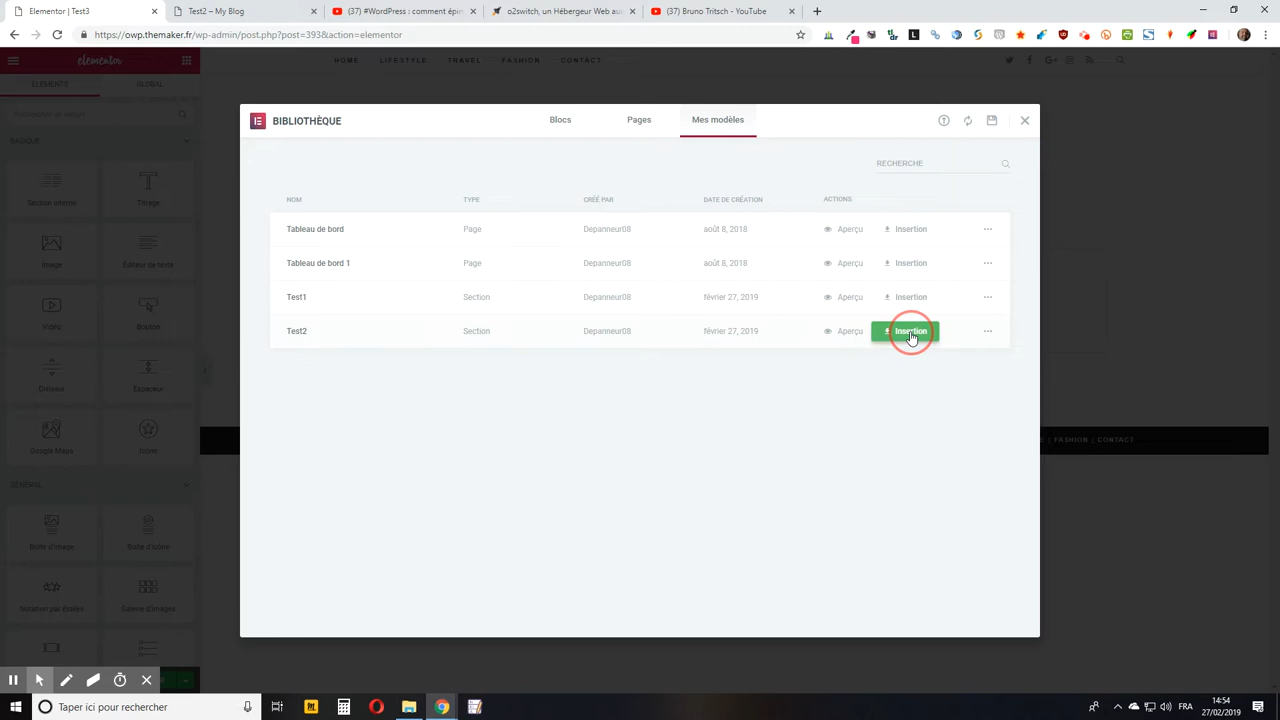 Elementor | Test3
Test2 – My Blog
(37) #WordPress : comment épin
o2switch, un Hébergeur Web au
(37) Bruno Tritsch - YouTube
https://owp.themaker.fr/wp-admin/post.php?post=393&action=elementor
elementor
HOME LIFESTYLE TRAVEL FASHION CONTACT
ELEMENTS GLOBAL
BIBLIOTHÈQUE
Blocs Pages Mes modèles
Rechercher un widget
BASIQUE
RECHERCHE
NOM TYPE CRÉÉ PAR DATE DE CRÉATION ACTIONS
Section interne Titrage
Tableau de bord Page Depanneur08 août 8, 2018 Aperçu Insertion
Image Éditeur de texte
Tableau de bord 1 Page Depanneur08 août 8, 2018 Aperçu Insertion
Test1 Section Depanneur08 février 27, 2019 Aperçu Insertion
Vidéo Bouton
Test2 Section Depanneur08 février 27, 2019 Aperçu Insertion
Diviseur Espaceur
Google Maps Icône
E | FASHION | CONTACT
GÉNÉRAL
Boîte d'image Boîte d'icône
Notation par étoiles Galerie d'images
Taper ici pour rechercher
FRA
14:54
27/02/2019